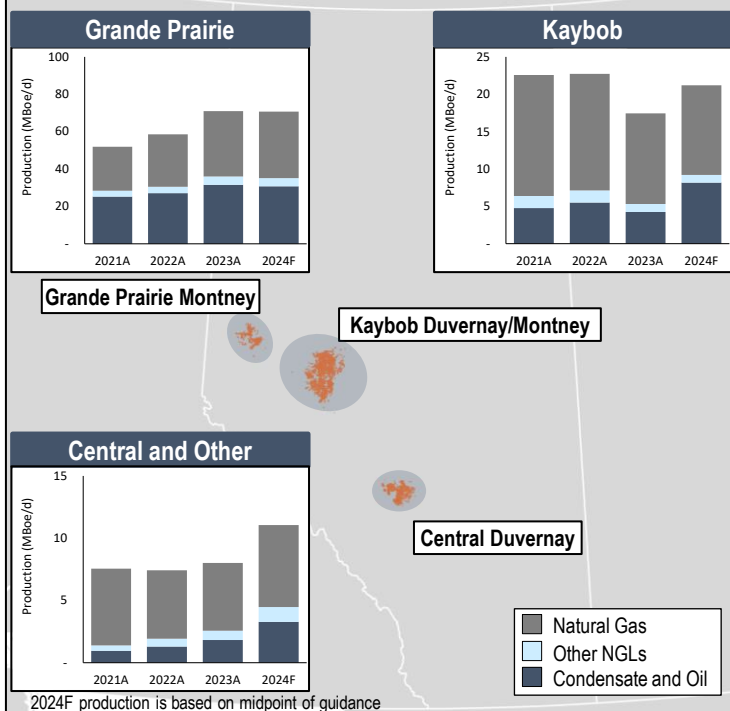 Grande Prairie
Production (MBoe/d)
100
80
60
40
20
-
2021A 2022A 2023A 2024F
Kaybob
Production (MBoe/d)
25
20
15
10
5
-
2021A 2022A 2023A 2024F
Grande Prairie Montney
Kaybob Duvernay/Montney
Central and Other
Production (MBoe/d)
15
10
5
-
2021A 2022A 2023A 2024F
Central Duvernay
Natural Gas
Other NGLs
Condensate and Oil
2024F production is based on midpoint of guidance